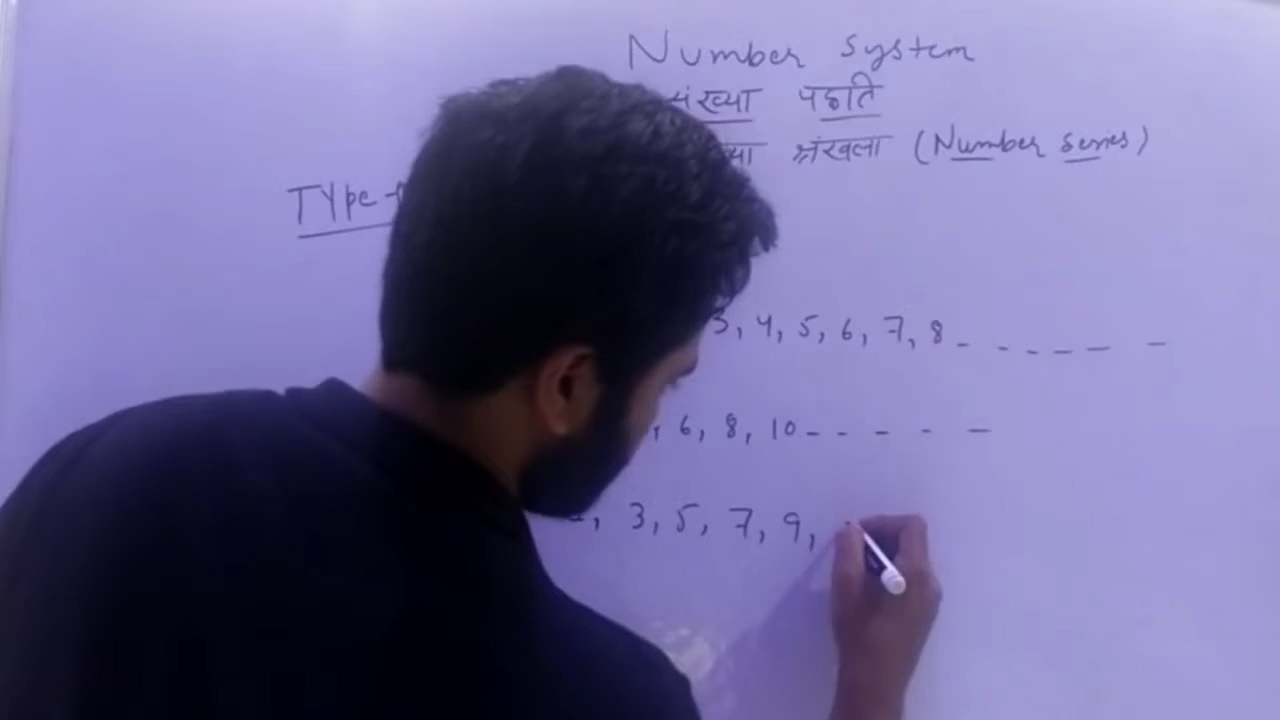 Number System
संख्या पद्धति
श्रंखला (Number Series)
Type-
3, 4, 5, 6, 7, 8 - - - - - -
, 6, 8, 10 - - - - -
, 3, 5, 7, 9,